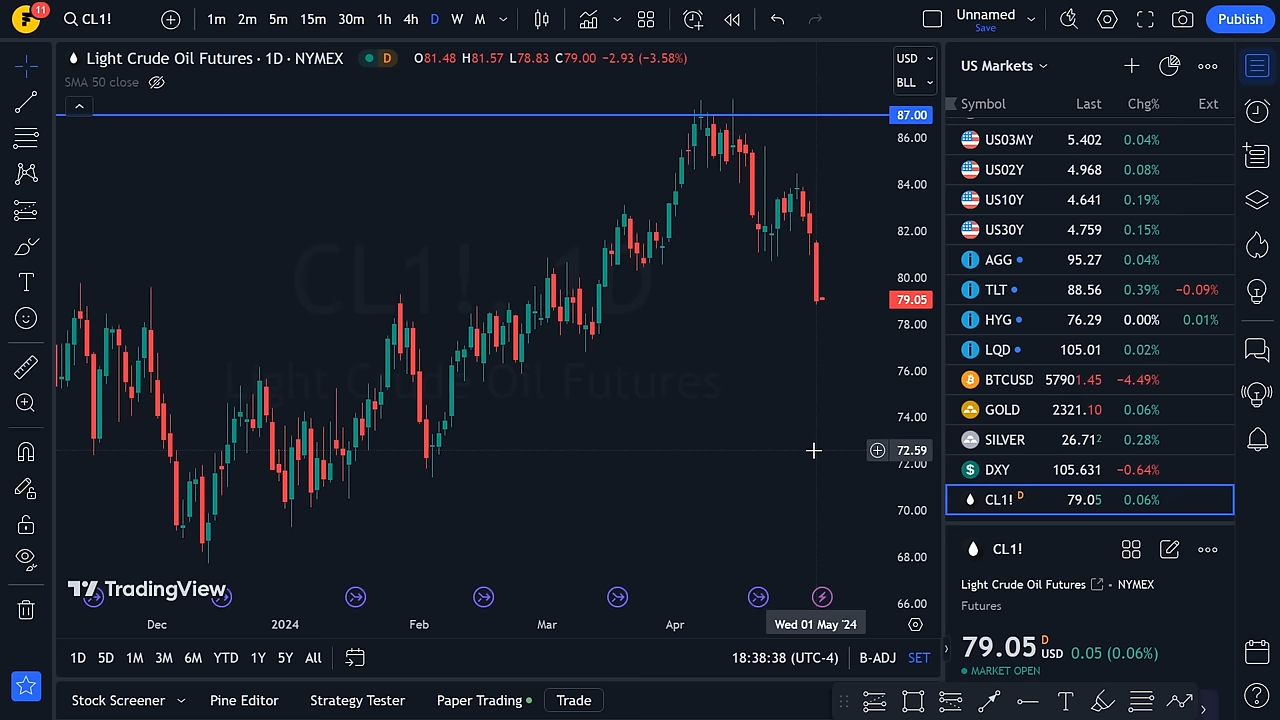 11
CL1!
1m 2m 5m 15m 30m 1h 4h D W M
Unnamed
Save
Publish
Light Crude Oil Futures · 1D · NYMEX D O81.48 H81.57 L78.83 C79.00 −2.93 (−3.58%)
SMA 50 close
USD
BLL
87.00
86.00
84.00
82.00
80.00
79.05
78.00
76.00
74.00
72.59
72.00
70.00
68.00
66.00
CL1!, 1D
Light Crude Oil Futures
TradingView
Dec 2024 Feb Mar Apr Wed 01 May '24
1D 5D 1M 3M 6M YTD 1Y 5Y All
18:38:38 (UTC-4) B-ADJ SET
Stock Screener Pine Editor Strategy Tester Paper Trading Trade
US Markets
Symbol Last Chg% Ext
US03MY 5.402 0.04%
US02Y 4.968 0.08%
US10Y 4.641 0.19%
US30Y 4.759 0.15%
AGG 95.27 0.04%
TLT 88.56 0.39% −0.09%
HYG 76.29 0.00% 0.01%
LQD 105.01 0.02%
BTCUSD 57901.45 −4.49%
GOLD 2321.10 0.06%
SILVER 26.712 0.28%
DXY 105.631 −0.64%
CL1! D 79.05 0.06%
CL1!
Light Crude Oil Futures • NYMEX
Futures
79.05 D USD 0.05 (0.06%)
MARKET OPEN